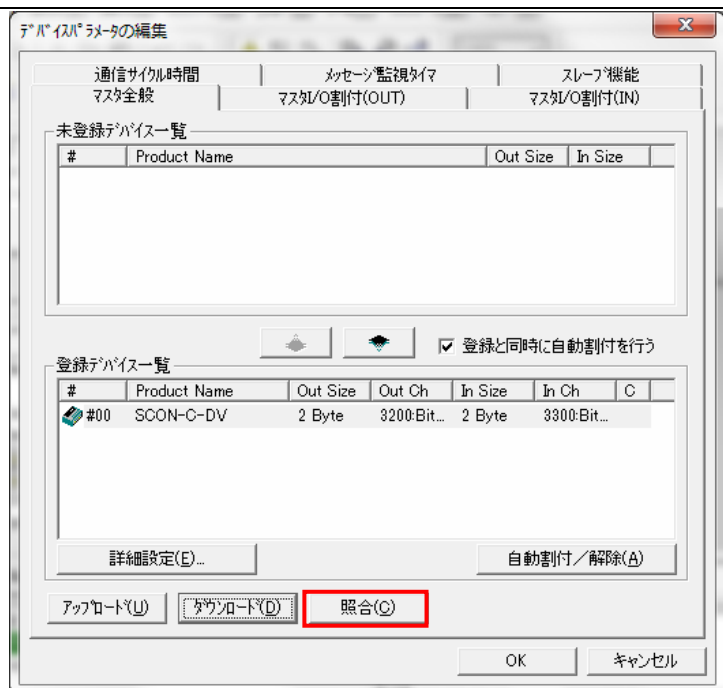 デバイスパラメータの編集
通信サイクル時間 メッセージ監視タイマ スレーブ機能
マスタ全般 マスタI/O割付(OUT) マスタI/O割付(IN)
未登録デバイス一覧
# Product Name Out Size In Size
登録と同時に自動割付を行う
登録デバイス一覧
# Product Name Out Size Out Ch In Size In Ch C
#00 SCON-C-DV 2 Byte 3200:Bit... 2 Byte 3300:Bit...
詳細設定(E)... 自動割付/解除(A)
アップロード(U) ダウンロード(D) 照合(C)
OK キャンセル